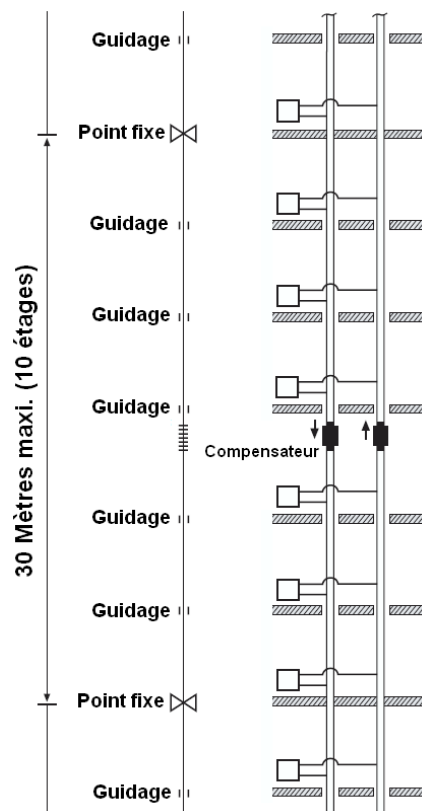 Guidage
Point fixe
Guidage
Guidage
Guidage
Compensateur
30 Mètres maxi. (10 étages)
Guidage
Guidage
Point fixe
Guidage